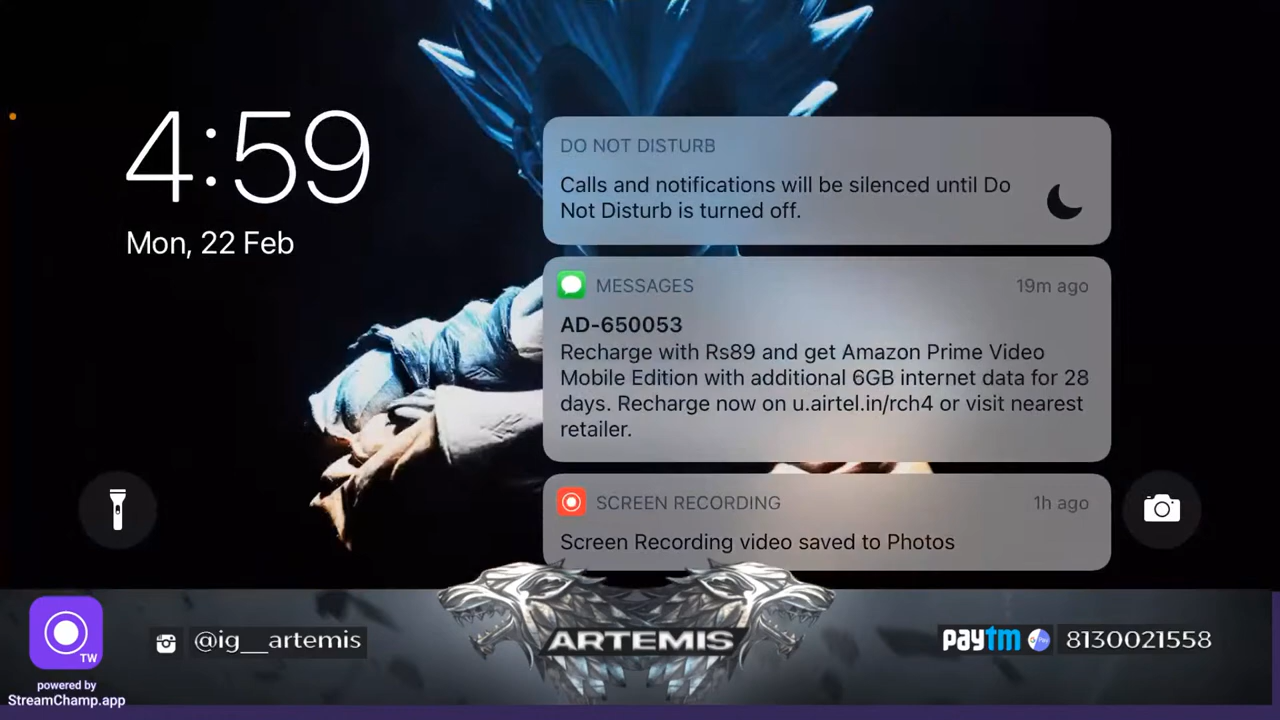 4:59
Mon, 22 Feb
DO NOT DISTURB
Calls and notifications will be silenced until Do
Not Disturb is turned off.
MESSAGES 19m ago
AD-650053
Recharge with Rs89 and get Amazon Prime Video
Mobile Edition with additional 6GB internet data for 28
days. Recharge now on u.airtel.in/rch4 or visit nearest
retailer.
SCREEN RECORDING 1h ago
Screen Recording video saved to Photos
TW
powered by
StreamChamp.app
@ig__artemis
ARTEMIS
paytm Pay 8130021558